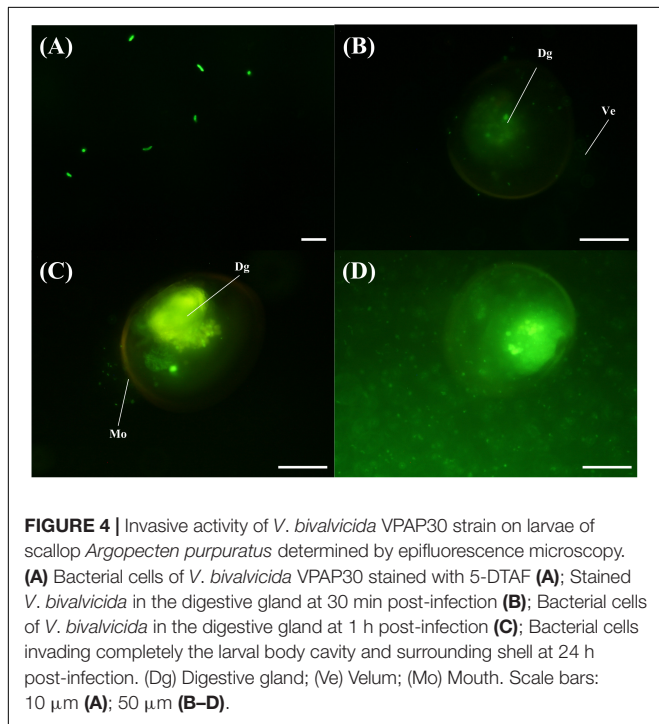 (A)
(B)
Dg
Ve
(C)
Dg
(D)
Mo
FIGURE 4 | Invasive activity of V. bivalvicida VPAP30 strain on larvae of
scallop Argopecten purpuratus determined by epifluorescence microscopy.
(A) Bacterial cells of V. bivalvicida VPAP30 stained with 5-DTAF (A); Stained
V. bivalvicida in the digestive gland at 30 min post-infection (B); Bacterial cells
of V. bivalvicida in the digestive gland at 1 h post-infection (C); Bacterial cells
invading completely the larval body cavity and surrounding shell at 24 h
post-infection. (Dg) Digestive gland; (Ve) Velum; (Mo) Mouth. Scale bars:
10 μm (A); 50 μm (B–D).